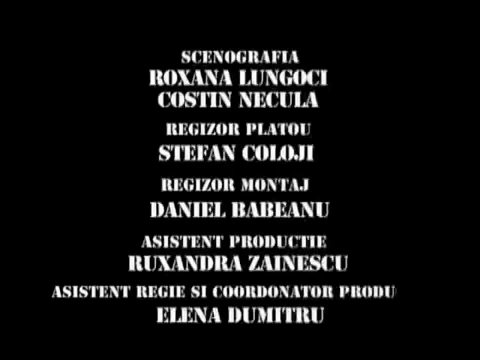 SCENOGRAFIA
ROXANA LUNGOCI
COSTIN NECULA
REGIZOR PLATOU
STEFAN COLOJI
REGIZOR MONTAJ
DANIEL BABEANU
ASISTENT PRODUCTIE
RUXANDRA ZAINESCU
ASISTENT REGIE SI COORDONATOR PRODU
ELENA DUMITRU